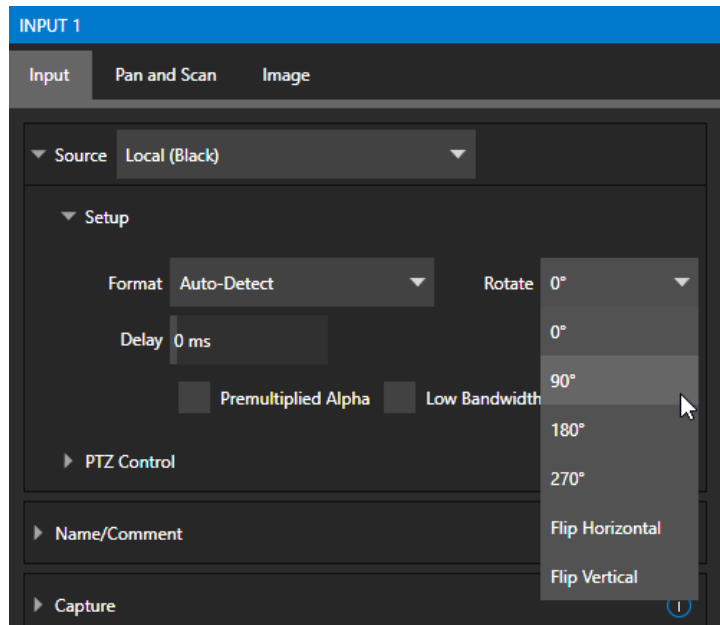 INPUT 1
Input Pan and Scan Image
Source Local (Black)
Setup
Format Auto-Detect Rotate 0°
0°
Delay 0 ms
90°
Premultiplied Alpha Low Bandwidth
180°
PTZ Control
270°
Name/Comment
Flip Horizontal
Flip Vertical
Capture